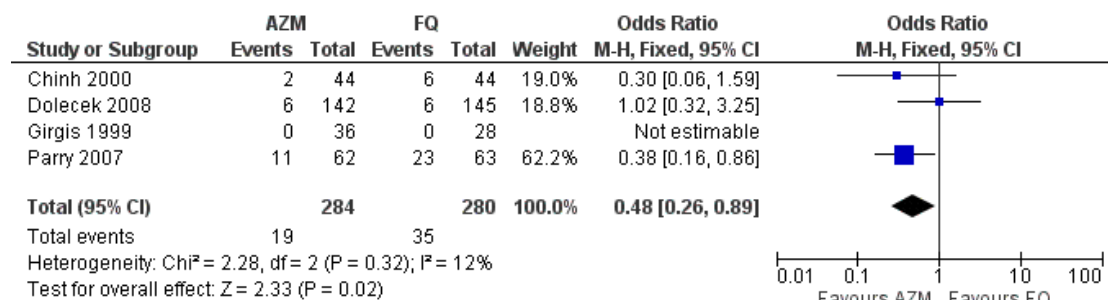 AZM FQ Odds Ratio Odds Ratio
Study or Subgroup Events Total Events Total Weight M-H, Fixed, 95% CI M-H, Fixed, 95% CI
Chinh 2000 2 44 6 44 19.0% 0.30 [0.06, 1.59]
Dolecek 2008 6 142 6 145 18.8% 1.02 [0.32, 3.25]
Girgis 1999 0 36 0 28 Not estimable
Parry 2007 11 62 23 63 62.2% 0.38 [0.16, 0.86]
Total (95% CI) 284 280 100.0% 0.48 [0.26, 0.89]
Total events 19 35
Heterogeneity: Chi² = 2.28, df = 2 (P = 0.32); I² = 12%
Test for overall effect: Z = 2.33 (P = 0.02)
0.01 0.1 1 10 100
Favours AZM Favours FQ